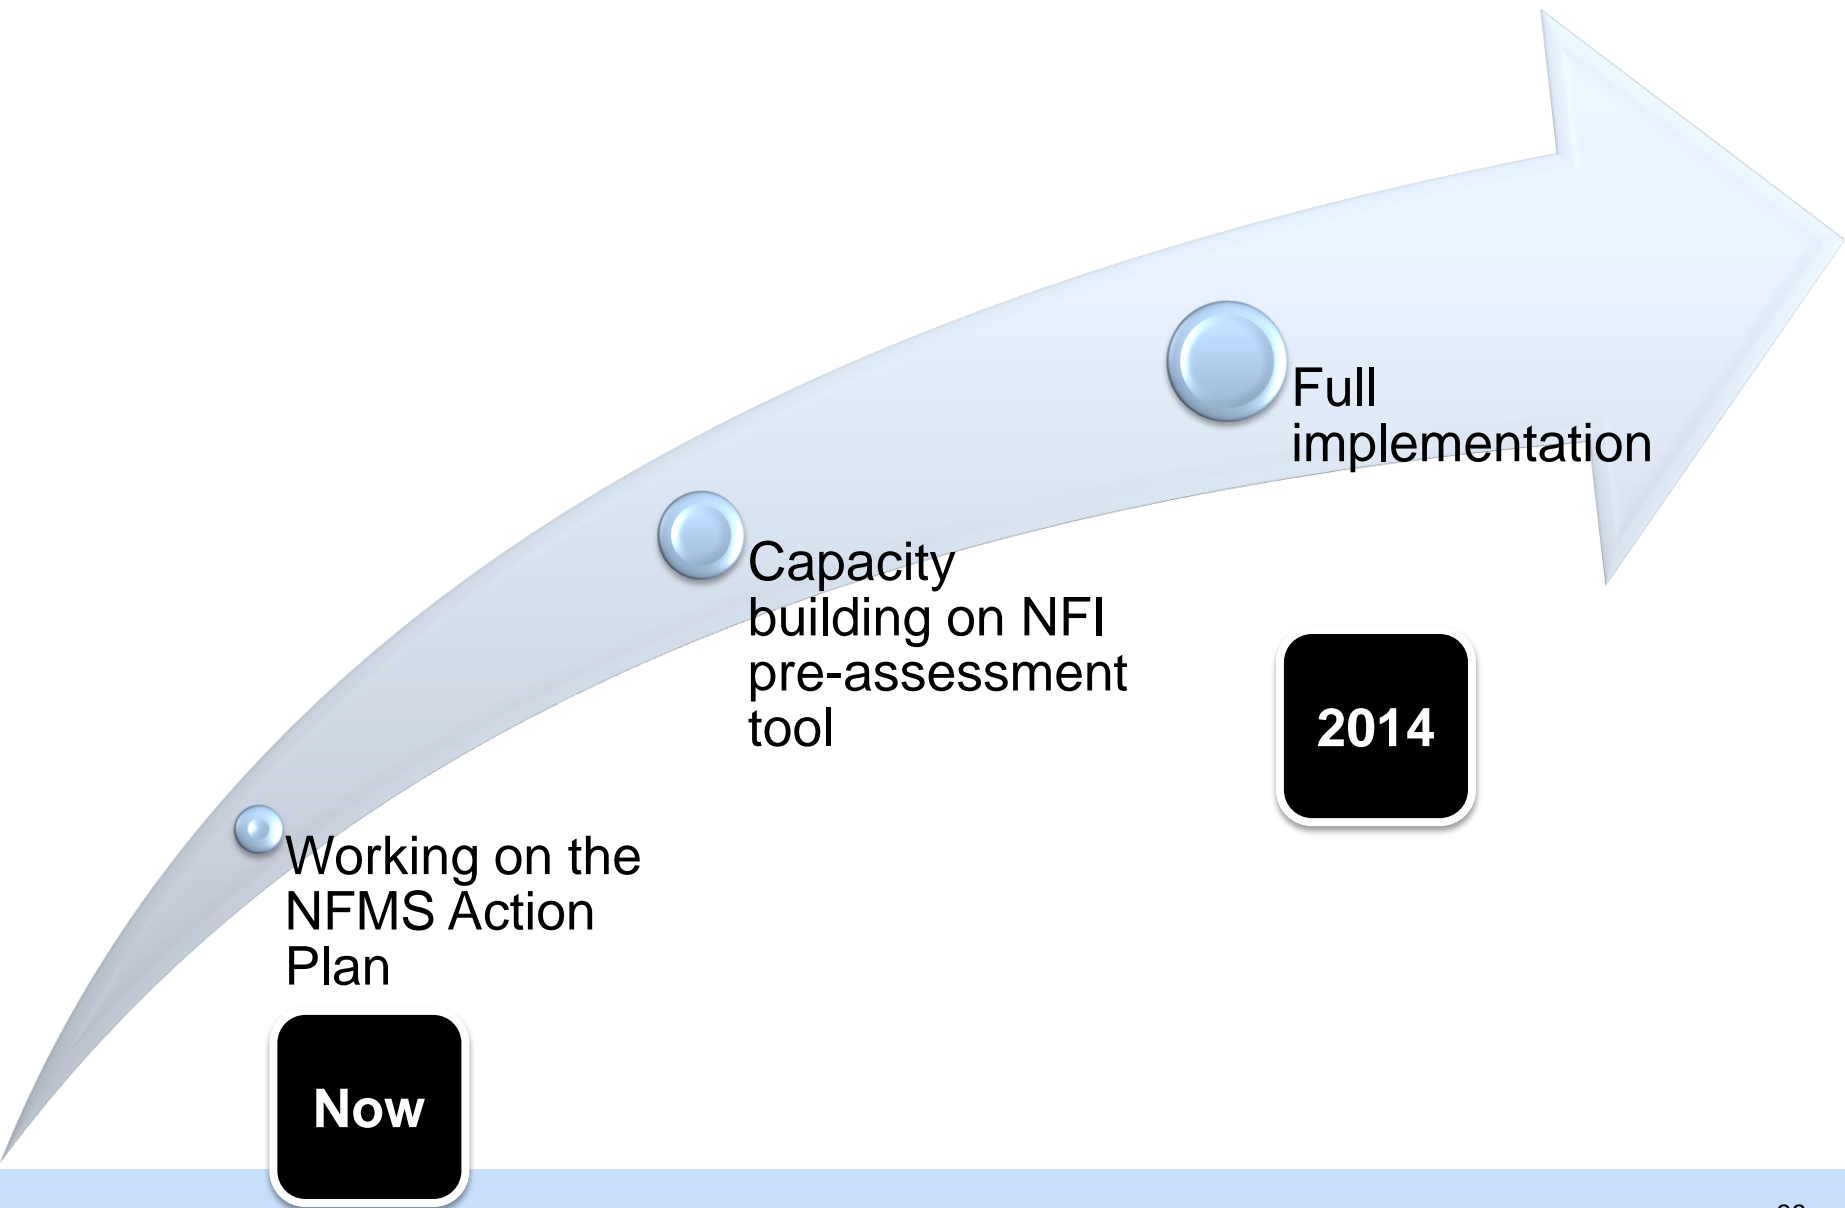 Full
implementation
Capacity
building on NFI
pre-assessment
tool
2014
Working on the
NFMS Action
Plan
Now